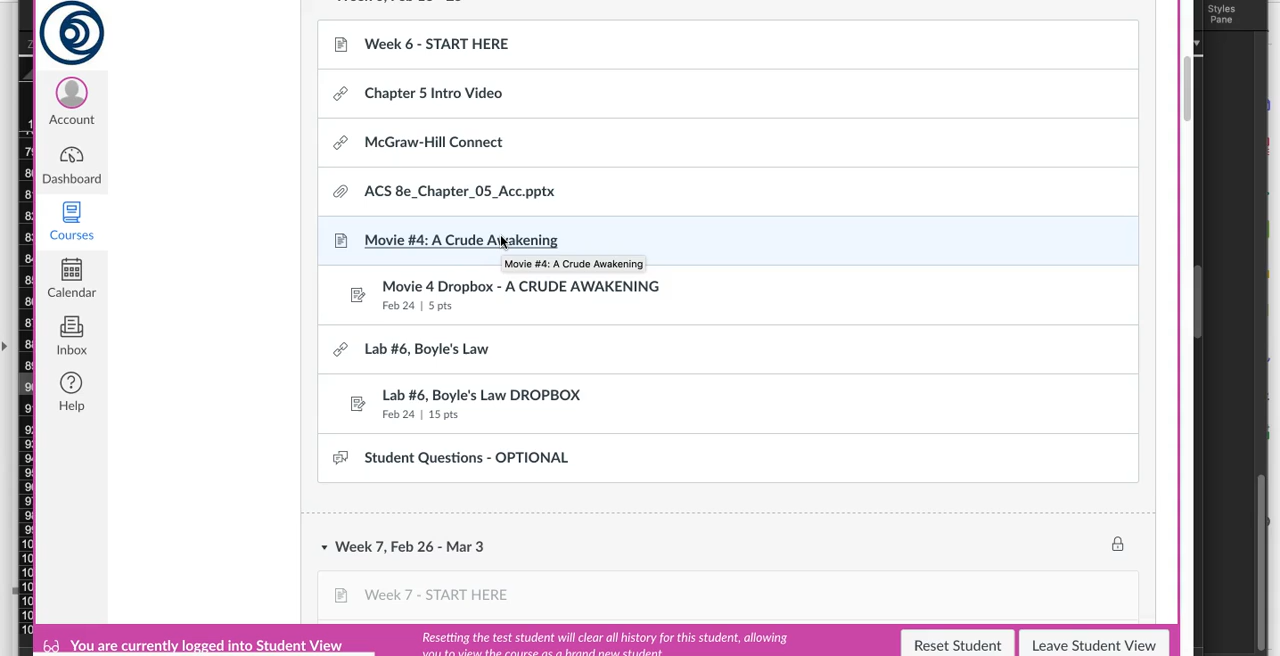 Styles
Pane
Week 6 - START HERE
Account
Chapter 5 Intro Video
McGraw-Hill Connect
Dashboard
ACS 8e_Chapter_05_Acc.pptx
Courses
Movie #4: A Crude Awakening
Movie #4: A Crude Awakening
Calendar
Movie 4 Dropbox - A CRUDE AWAKENING
Feb 24 | 5 pts
Inbox
Lab #6, Boyle's Law
Help
Lab #6, Boyle's Law DROPBOX
Feb 24 | 15 pts
Student Questions - OPTIONAL
Week 7, Feb 26 - Mar 3
Week 7 - START HERE
You are currently logged into Student View
Resetting the test student will clear all history for this student, allowing
you to view the course as a brand new student.
Reset Student
Leave Student View